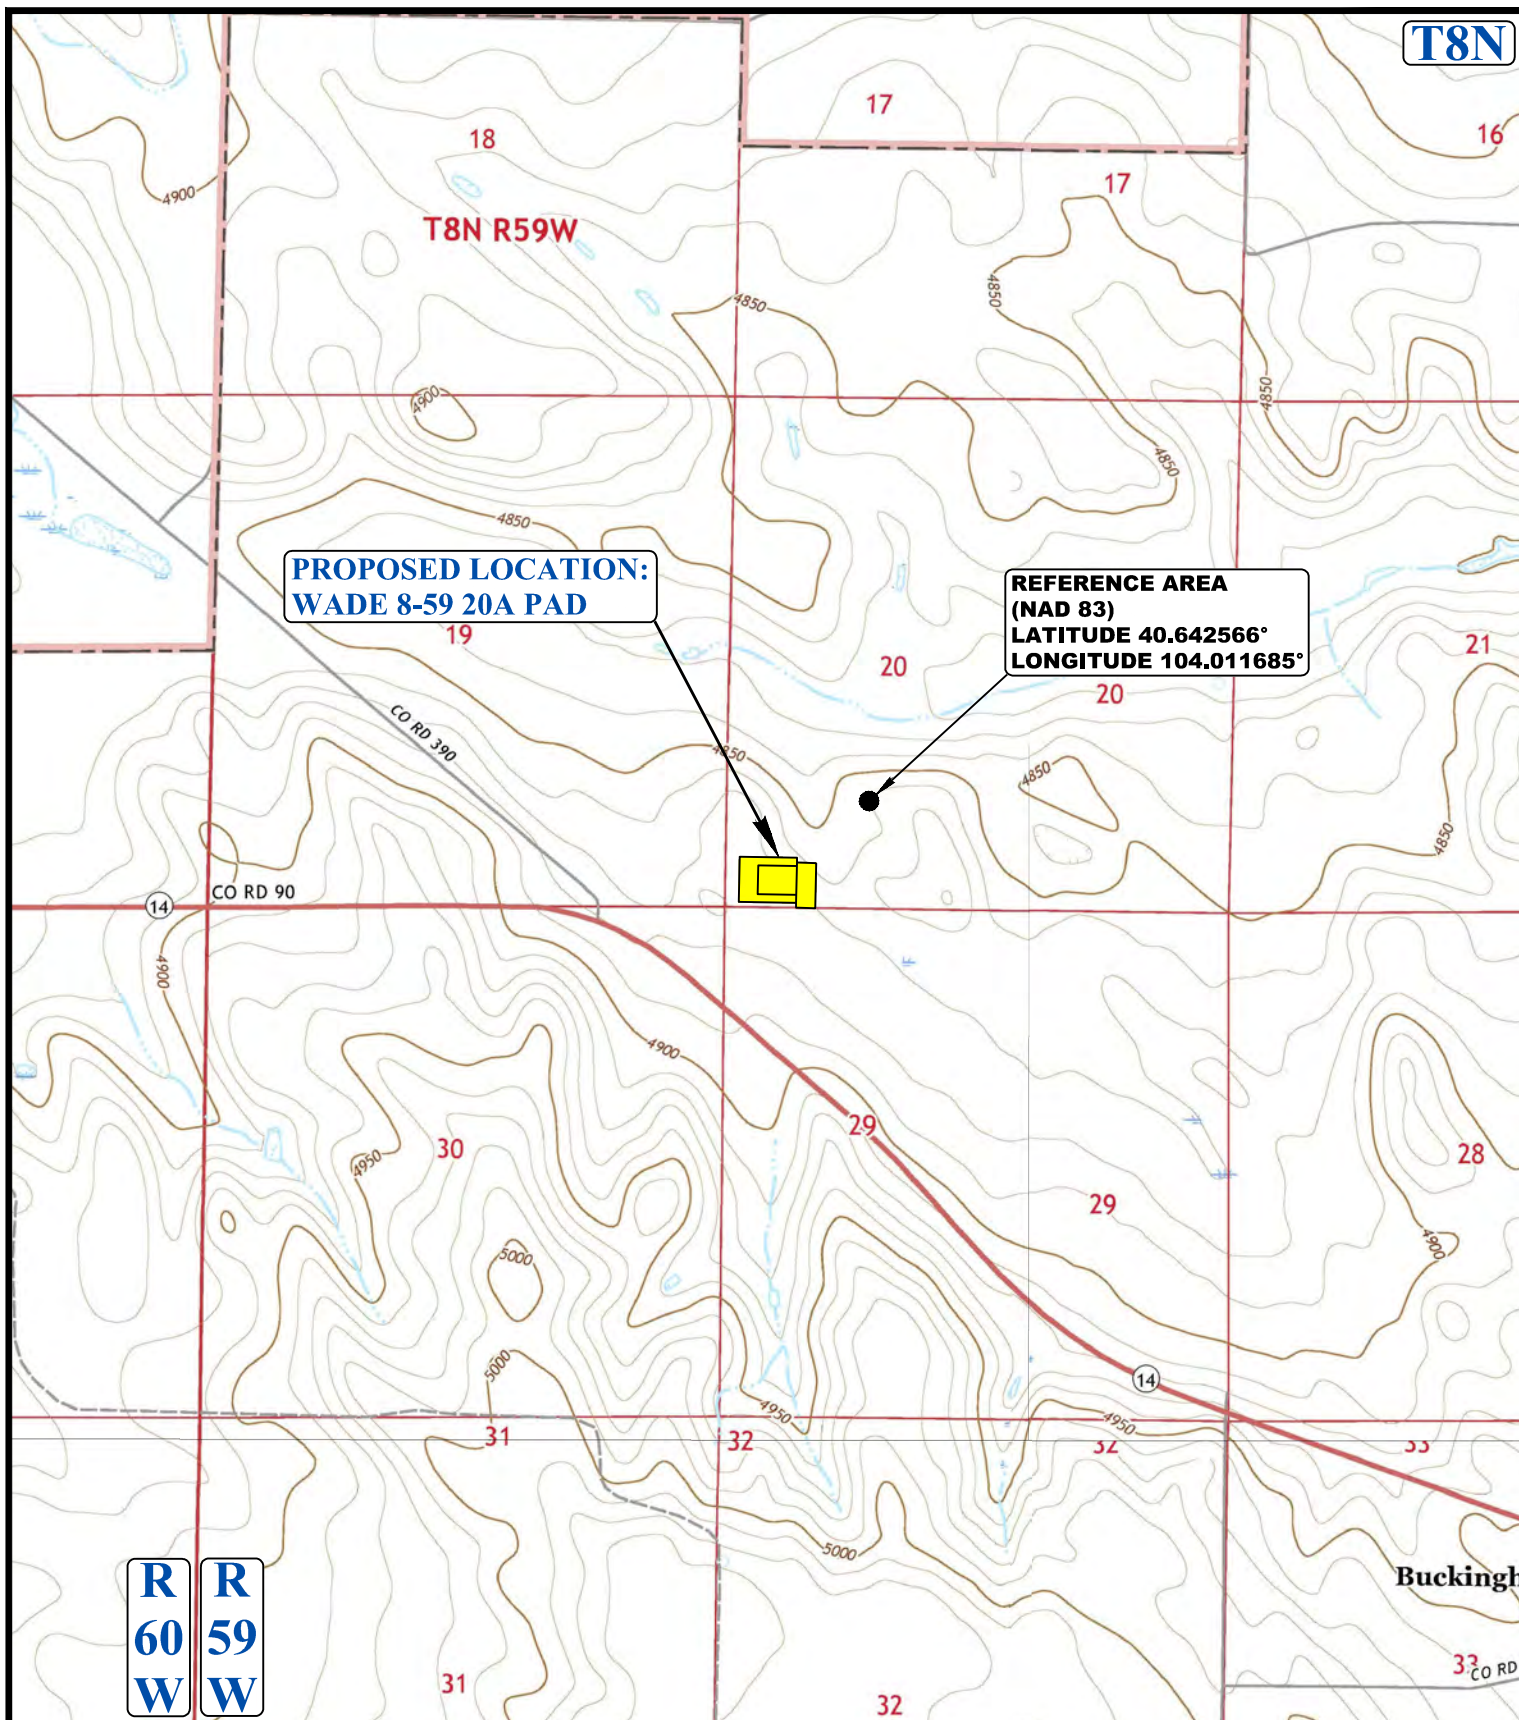 T8N
17
18
16
17
4900
T8N R59W
4850
4850
4900
4850
4850
4850
PROPOSED LOCATION:
WADE 8-59 20A PAD
REFERENCE AREA
(NAD 83)
LATITUDE 40.642566°
LONGITUDE 104.011685°
19
20
21
20
CO RD 390
4850
4850
4850
CO RD 90
14
4900
4900
29
30
4950
28
29
4900
5000
5000
14
4950
4950
31
32
32
33
5000
R
60
W
R
59
W
Buckingh
31
32
33
CO RD